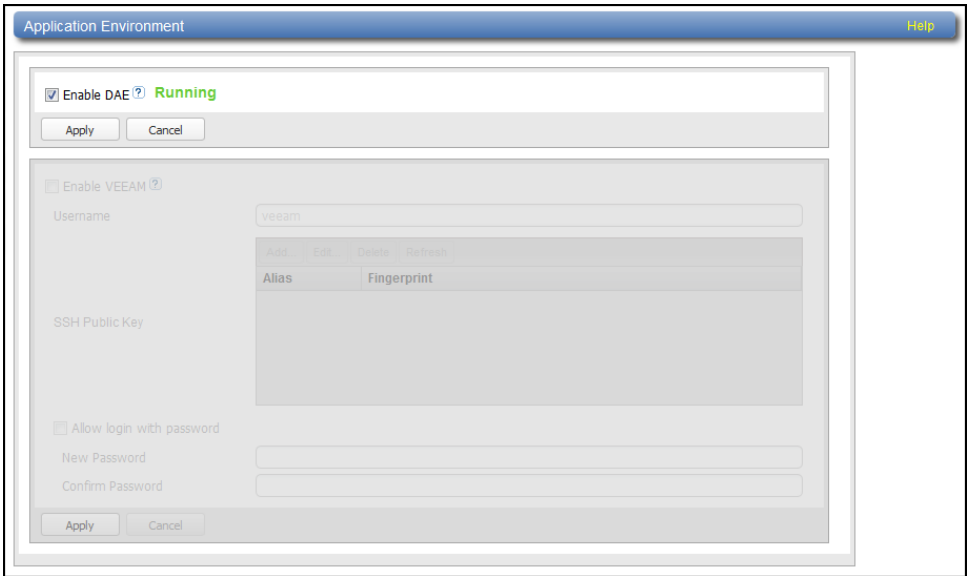 Application Environment Help
Enable DAE ? Running
Apply Cancel
Enable VEEAM ?
Username veeam
Add... Edit... Delete Refresh
Alias Fingerprint
SSH Public Key
Allow login with password
New Password
Confirm Password
Apply Cancel